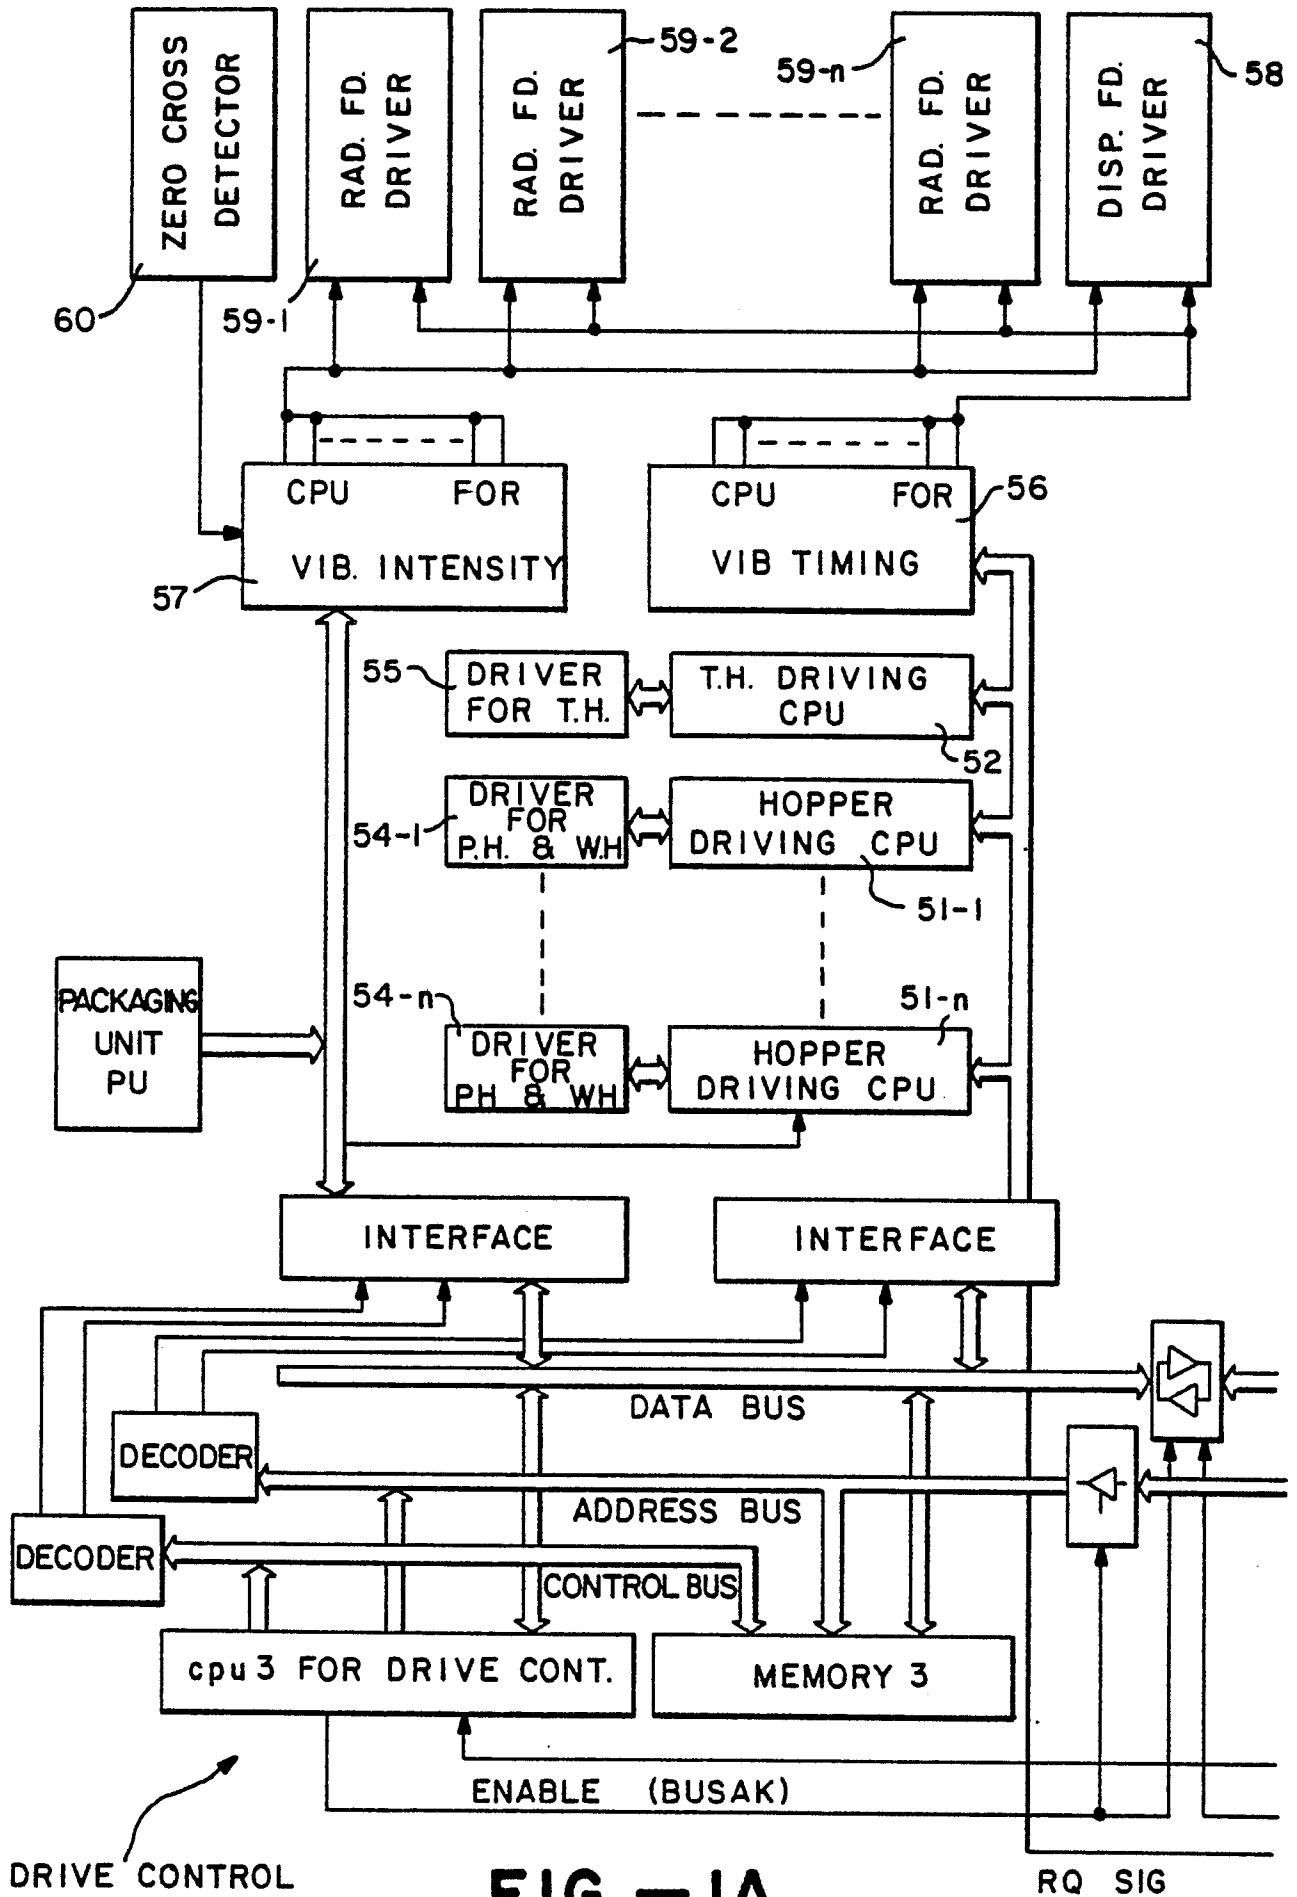 ZERO CROSS
DETECTOR
RAD. FD.
DRIVER
RAD. FD.
DRIVER
59-2
59-n
RAD. FD.
DRIVER
DISP. FD.
DRIVER
58
60
59-1
CPU FOR
VIB. INTENSITY
57
CPU FOR
VIB TIMING
56
55
DRIVER
FOR T.H.
T.H. DRIVING
CPU
52
54-1
DRIVER
FOR
P.H. & W.H
HOPPER
DRIVING CPU
51-1
PACKAGING
UNIT
PU
54-n
DRIVER
FOR
PH & WH
51-n
HOPPER
DRIVING CPU
INTERFACE
INTERFACE
DATA BUS
DECODER
ADDRESS BUS
DECODER
CONTROL BUS
cpu 3 FOR DRIVE CONT.
MEMORY 3
ENABLE (BUSAK)
DRIVE CONTROL
FIG — 1A
RQ SIG